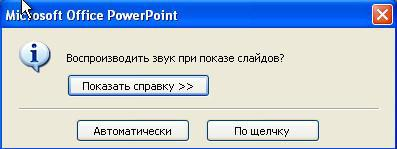 Microsoft Office PowerPoint
Воспроизводить звук при показе слайдов?
Показать справку >>
Автоматически
По щелчку